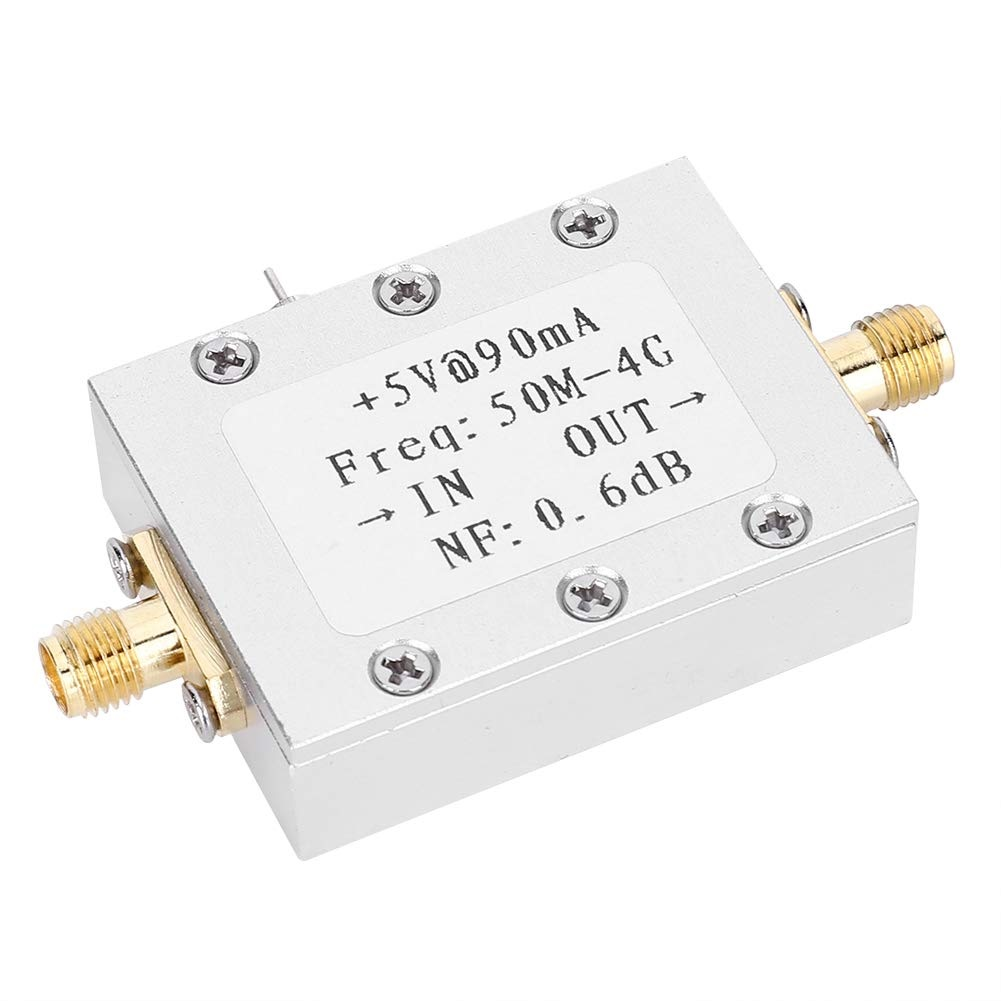 +5V@90mA
Freq:50M-4G
→IN OUT→
NF:0.6dB